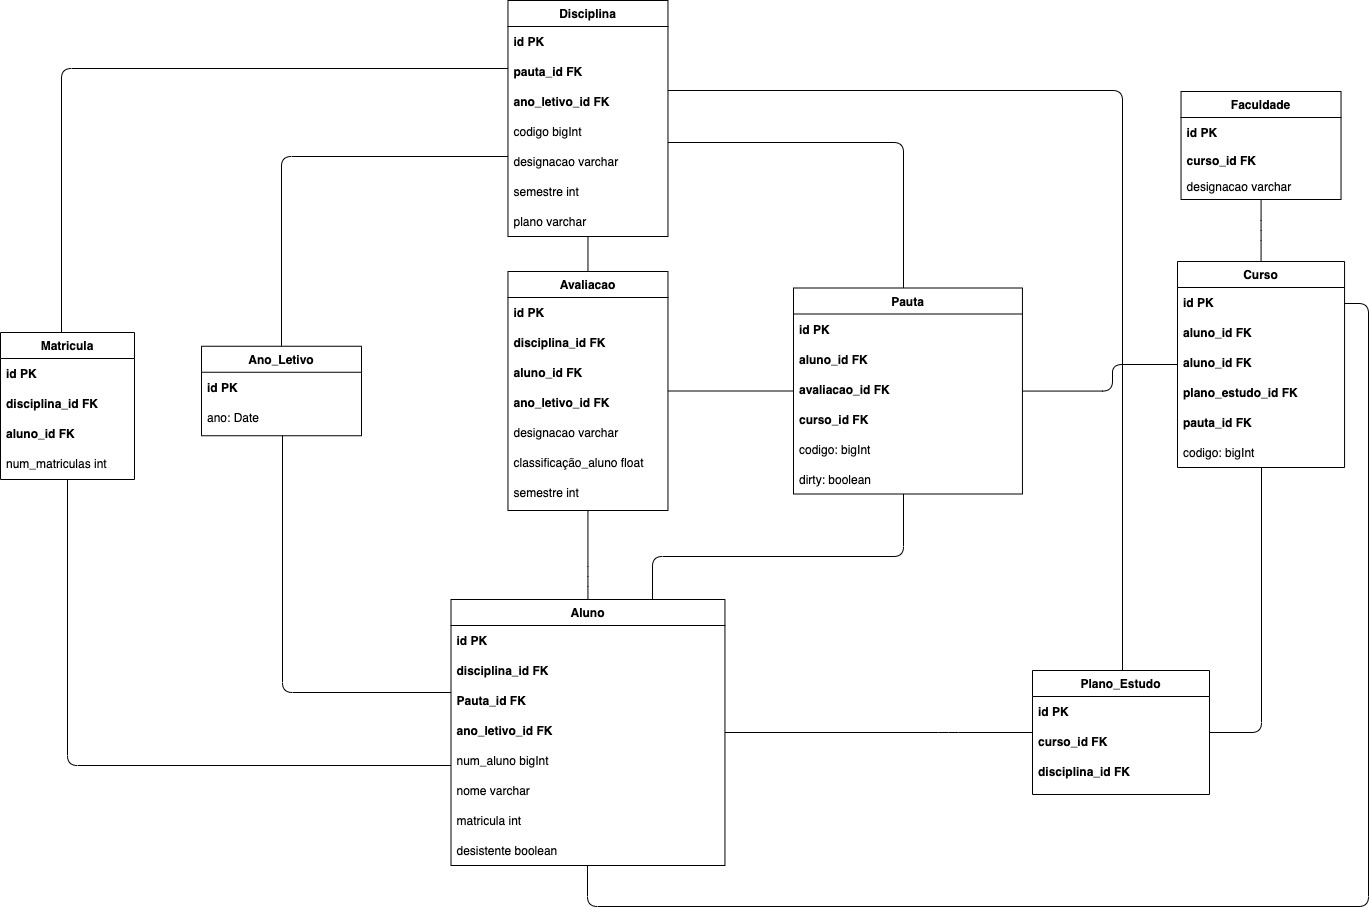 Disciplina
id PK
pauta_id FK
ano_letivo_id FK
codigo bigInt
designacao varchar
semestre int
plano varchar
Faculdade
id PK
curso_id FK
designacao varchar
Avaliacao
id PK
disciplina_id FK
aluno_id FK
ano_letivo_id FK
designacao varchar
classificação_aluno float
semestre int
Pauta
id PK
aluno_id FK
avaliacao_id FK
curso_id FK
codigo: bigInt
dirty: boolean
Curso
id PK
aluno_id FK
aluno_id FK
plano_estudo_id FK
pauta_id FK
codigo: bigInt
Matricula
id PK
disciplina_id FK
aluno_id FK
num_matriculas int
Ano_Letivo
id PK
ano: Date
Aluno
id PK
disciplina_id FK
Pauta_id FK
ano_letivo_id FK
num_aluno bigInt
nome varchar
matricula int
desistente boolean
Plano_Estudo
id PK
curso_id FK
disciplina_id FK